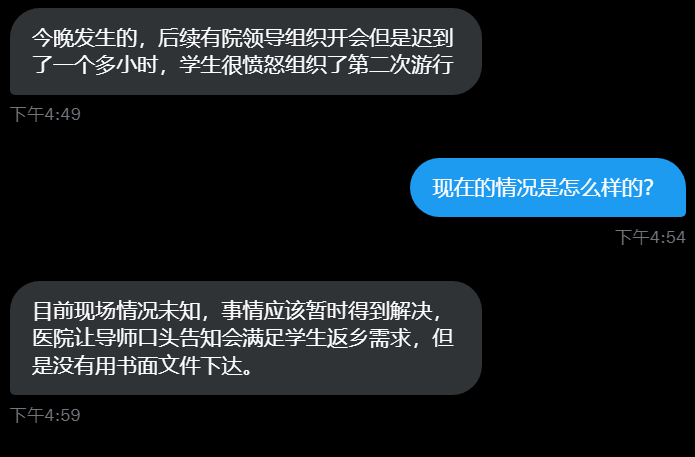 今晚发生的，后续有院领导组织开会但是迟到
了一个多小时，学生很愤怒组织了第二次游行
下午4:49
现在的情况是怎么样的？
下午4:54
目前现场情况未知，事情应该暂时得到解决，
医院让导师口头告知会满足学生返乡需求，但
是没有用书面文件下达。
下午4:59